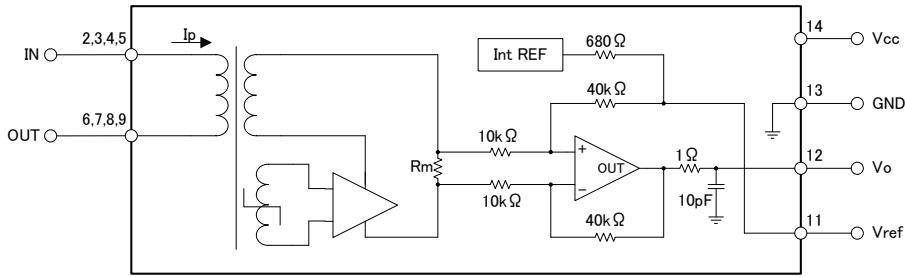 IN
2,3,4,5
Ip
OUT
6,7,8,9
Int REF
680Ω
40kΩ
10kΩ
Rm
10kΩ
+
−
OUT
40kΩ
1Ω
10pF
14
Vcc
13
GND
12
Vo
11
Vref